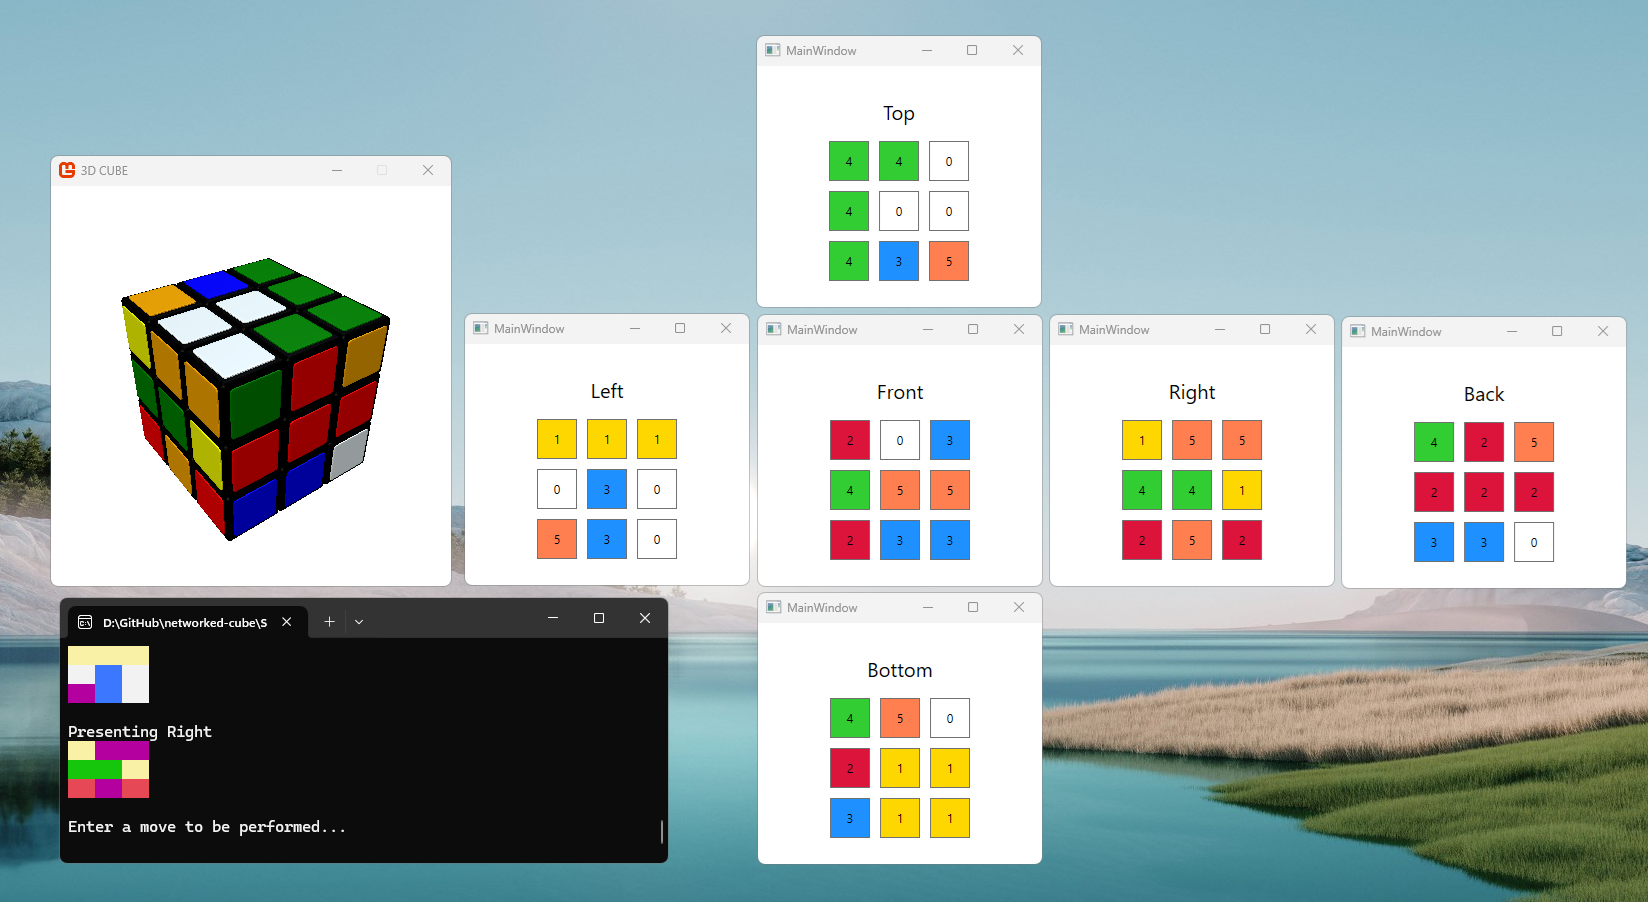 MainWindow
Top
4 4 0
4 0 0
4 3 5
3D CUBE
MainWindow
Left
1 1 1
0 3 0
5 3 0
MainWindow
Front
2 0 3
4 5 5
2 3 3
MainWindow
Right
1 5 5
4 4 1
2 5 2
MainWindow
Back
4 2 5
2 2 2
3 3 0
D:\GitHub\networked-cube\S
Presenting Right
Enter a move to be performed...
MainWindow
Bottom
4 5 0
2 1 1
3 1 1